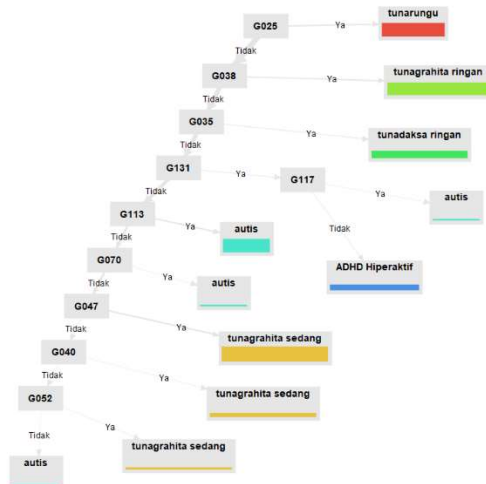 G025
Ya
tunarungu
Tidak
G038
Ya
tunagrahita ringan
Tidak
G035
Ya
tunadaksa ringan
Tidak
G131
Ya
G117
Ya
autis
Tidak
ADHD Hiperaktif
Tidak
G113
Ya
autis
Tidak
G070
Ya
autis
Tidak
G047
Ya
tunagrahita sedang
Tidak
G040
Ya
tunagrahita sedang
Tidak
G052
Ya
tunagrahita sedang
Tidak
autis